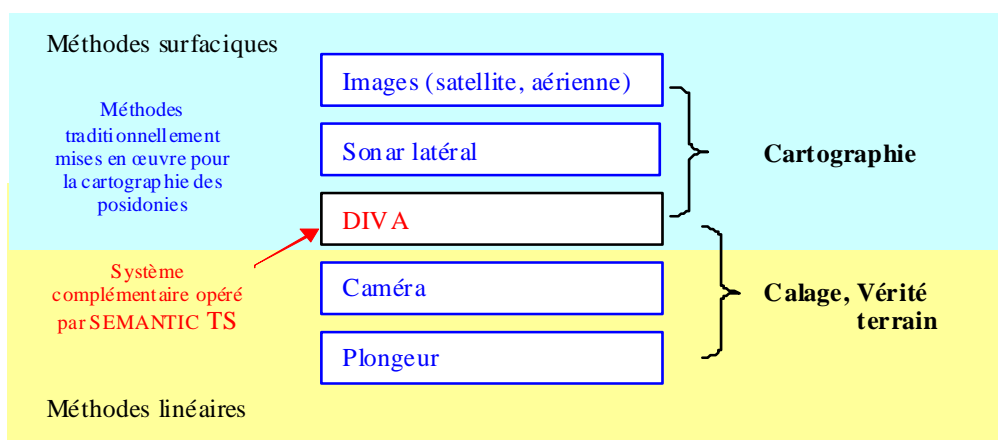 Méthodes surfaciques
Images (satellite, aérienne)
Méthodes
traditionnellement
mises en œuvre pour
la cartographie des
posidonies
Sonar latéral
Cartographie
DIVA
Système
complémentaire opéré
par SEMANTIC TS
Caméra
Calage, Vérité
terrain
Plongeur
Méthodes linéaires